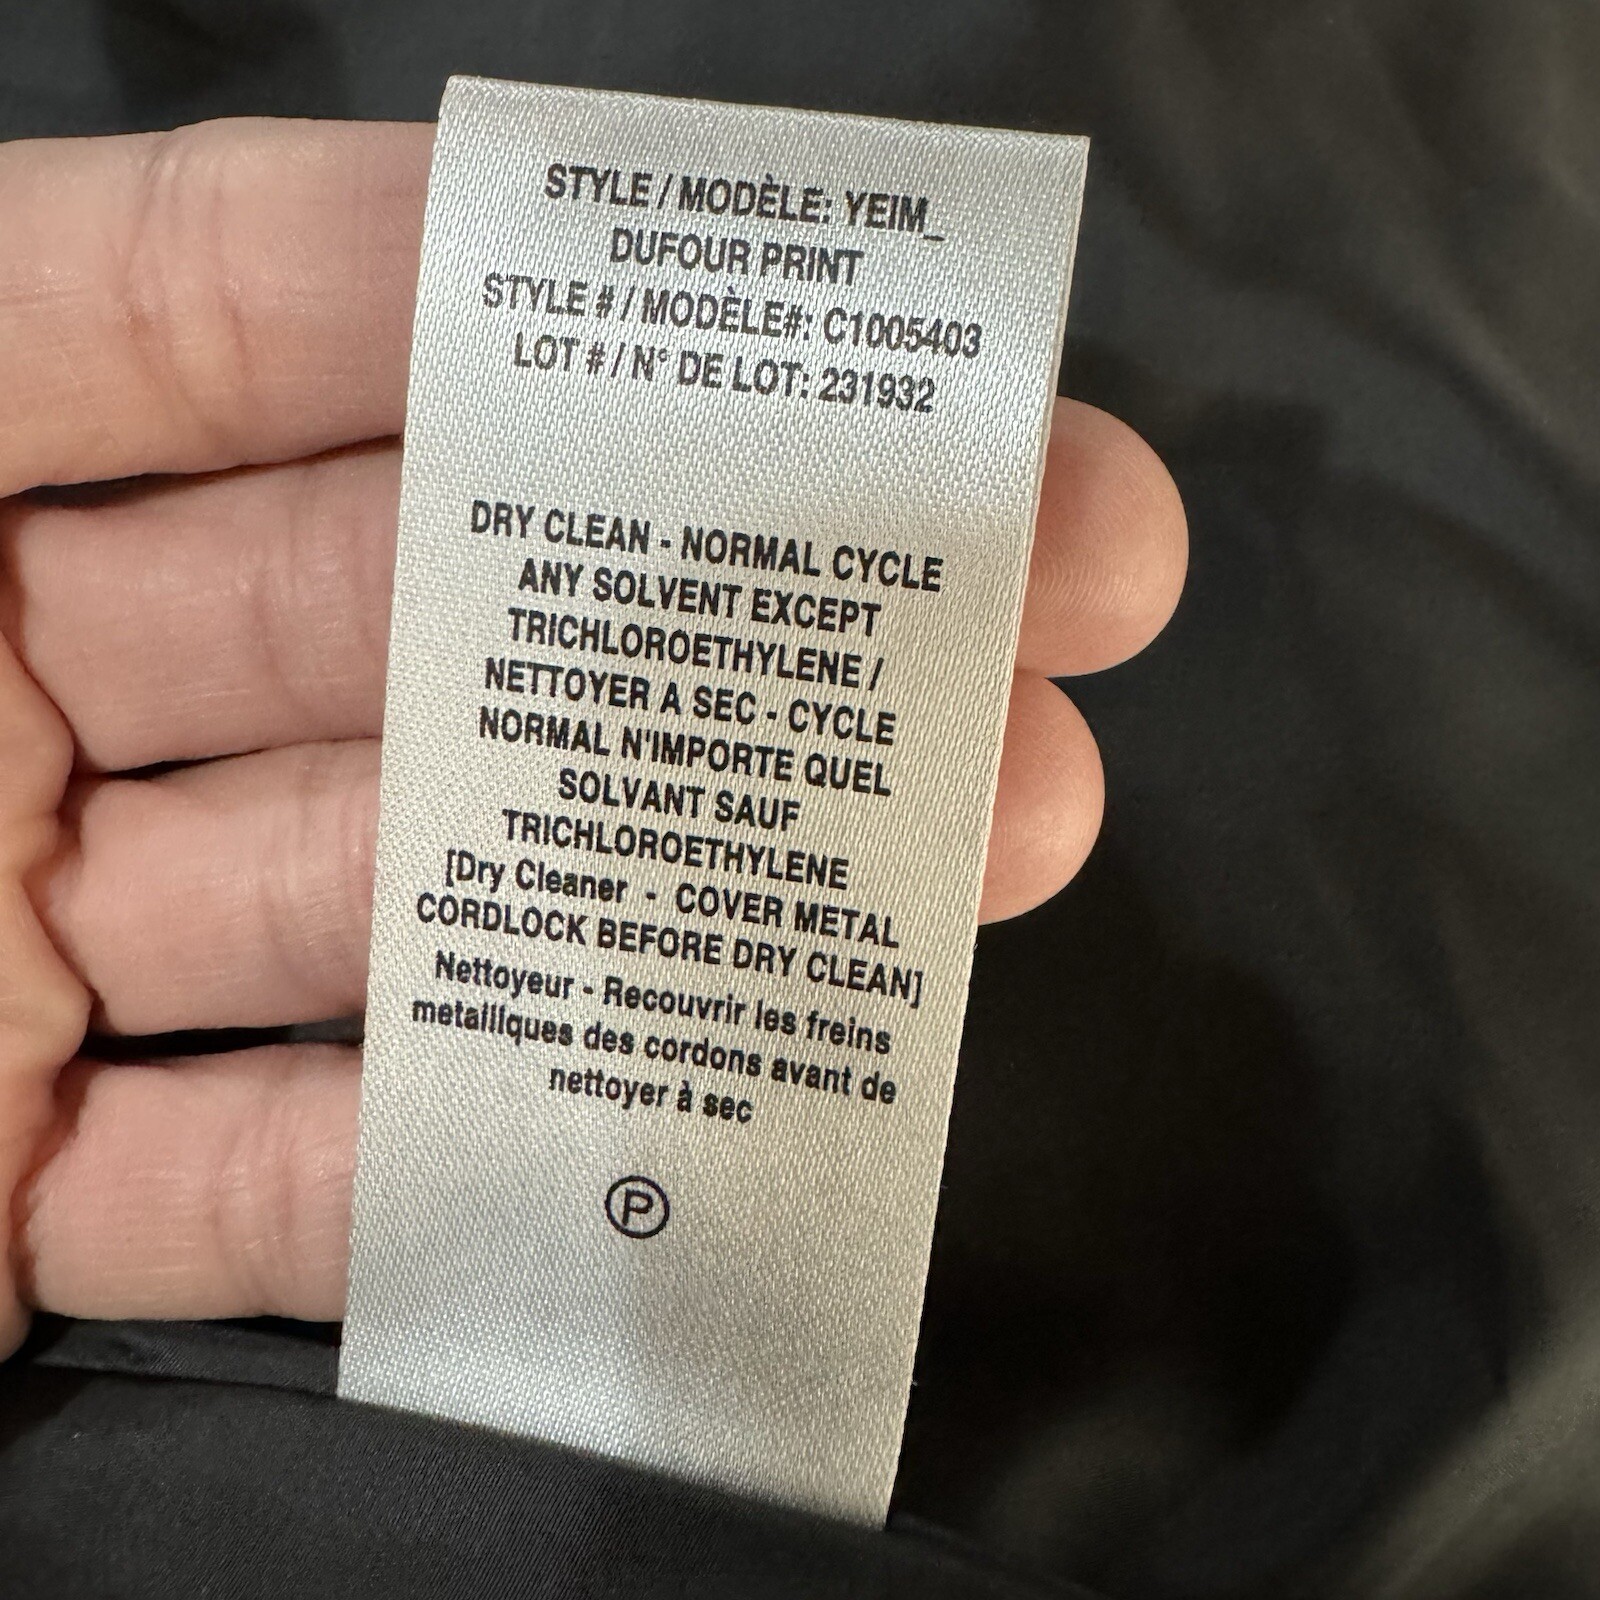 STYLE / MODÈLE: YEIM_
DUFOUR PRINT
STYLE # / MODÈLE#: C1005403
LOT # / N° DE LOT: 231932
DRY CLEAN - NORMAL CYCLE
ANY SOLVENT EXCEPT
TRICHLOROETHYLENE /
NETTOYER A SEC - CYCLE
NORMAL N'IMPORTE QUEL
SOLVANT SAUF
TRICHLOROETHYLENE
[Dry Cleaner - COVER METAL
CORDLOCK BEFORE DRY CLEAN]
Nettoyeur - Recouvrir les freins
metalliques des cordons avant de
nettoyer à sec
P